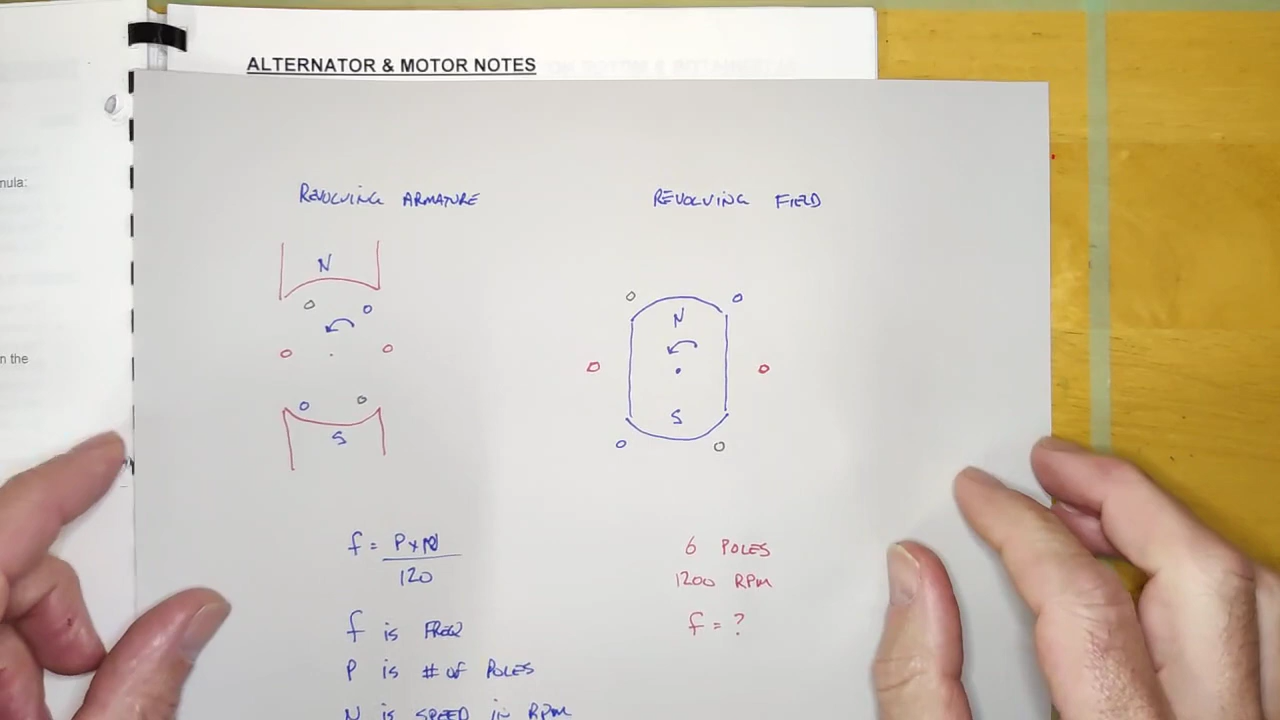 ALTERNATOR & MOTOR NOTES
mula:
n the
REVOLVING ARMATURE
N
S
REVOLVING FIELD
N
S
f = P x N
120
f is FREQ
P is # of POLES
N is SPEED in RPM
6 POLES
1200 RPM
f = ?